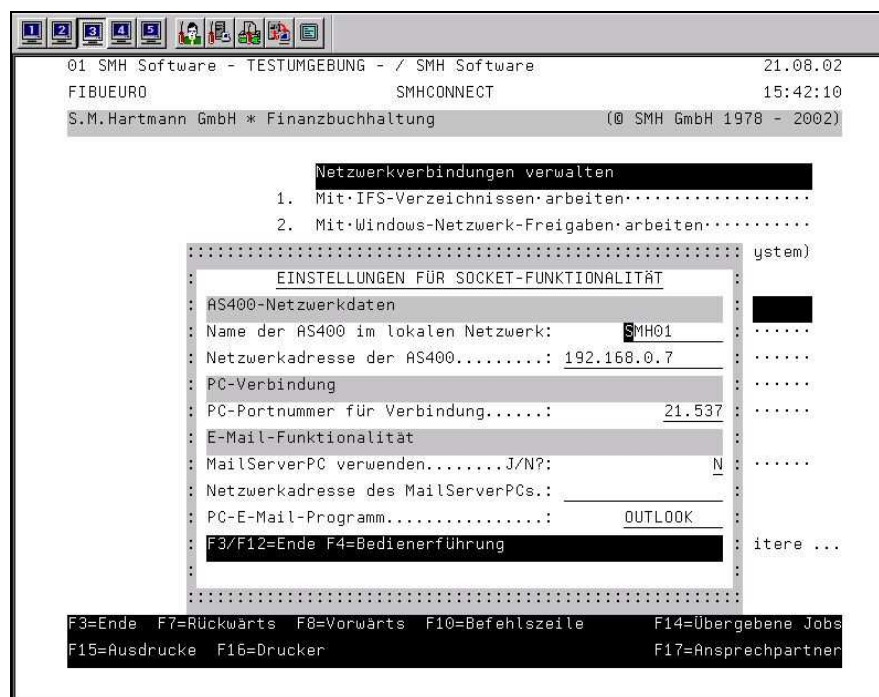 1 2 3 4 5
01 SMH Software - TESTUMGEBUNG - / SMH Software 21.08.02
FIBUEURO SMHCONNECT 15:42:10
S.M.Hartmann GmbH * Finanzbuchhaltung (© SMH GmbH 1978 - 2002)
Netzwerkverbindungen verwalten
1. Mit·IFS-Verzeichnissen·arbeiten···················
2. Mit·Windows-Netzwerk-Freigaben·arbeiten···········
ystem)
EINSTELLUNGEN FÜR SOCKET-FUNKTIONALITÄT
AS400-Netzwerkdaten
Name der AS400 im lokalen Netzwerk: SMH01 ······
Netzwerkadresse der AS400.........: 192.168.0.7 ······
PC-Verbindung ······
PC-Portnummer für Verbindung......: 21.537 ······
E-Mail-Funktionalität
MailServerPC verwenden........J/N?: N ······
Netzwerkadresse des MailServerPCs.:
PC-E-Mail-Programm................: OUTLOOK
F3/F12=Ende F4=Bedienerführung itere ...
F3=Ende F7=Rückwärts F8=Vorwärts F10=Befehlszeile F14=Übergebene Jobs
F15=Ausdrucke F16=Drucker F17=Ansprechpartner